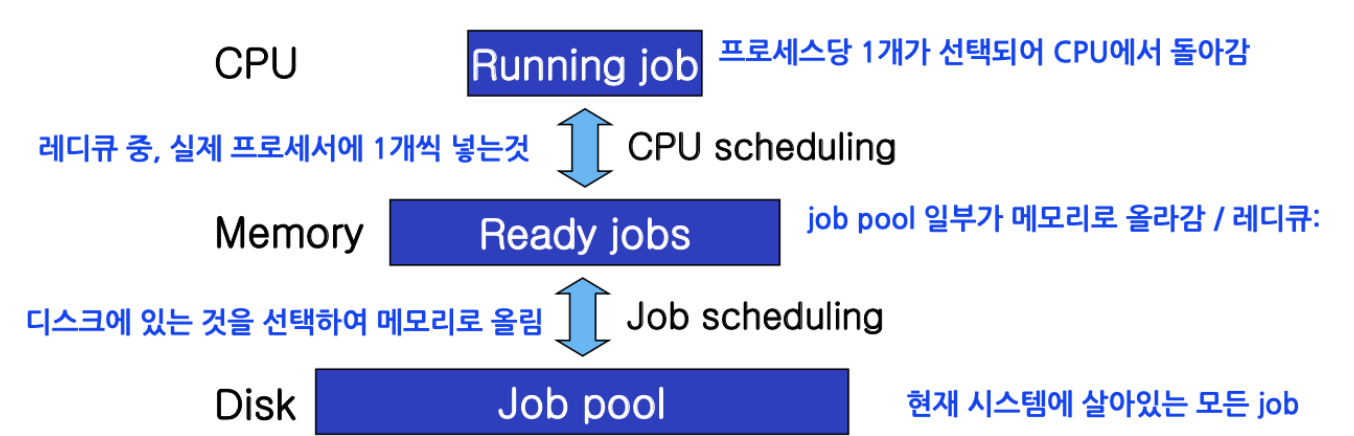 CPU
Running job
프로세스당 1개가 선택되어 CPU에서 돌아감
레디큐 중, 실제 프로세서에 1개씩 넣는것
CPU scheduling
Memory
Ready jobs
job pool 일부가 메모리로 올라감 / 레디큐:
디스크에 있는 것을 선택하여 메모리로 올림
Job scheduling
Disk
Job pool
현재 시스템에 살아있는 모든 job